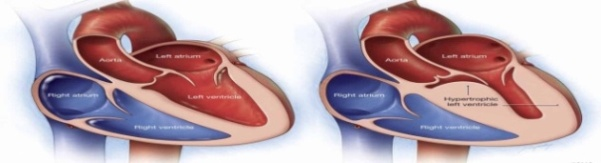 Aorta
Left atrium
Right atrium
Left ventricle
Right ventricle
Aorta
Left atrium
Right atrium
Hypertrophic
left ventricle
Right ventricle